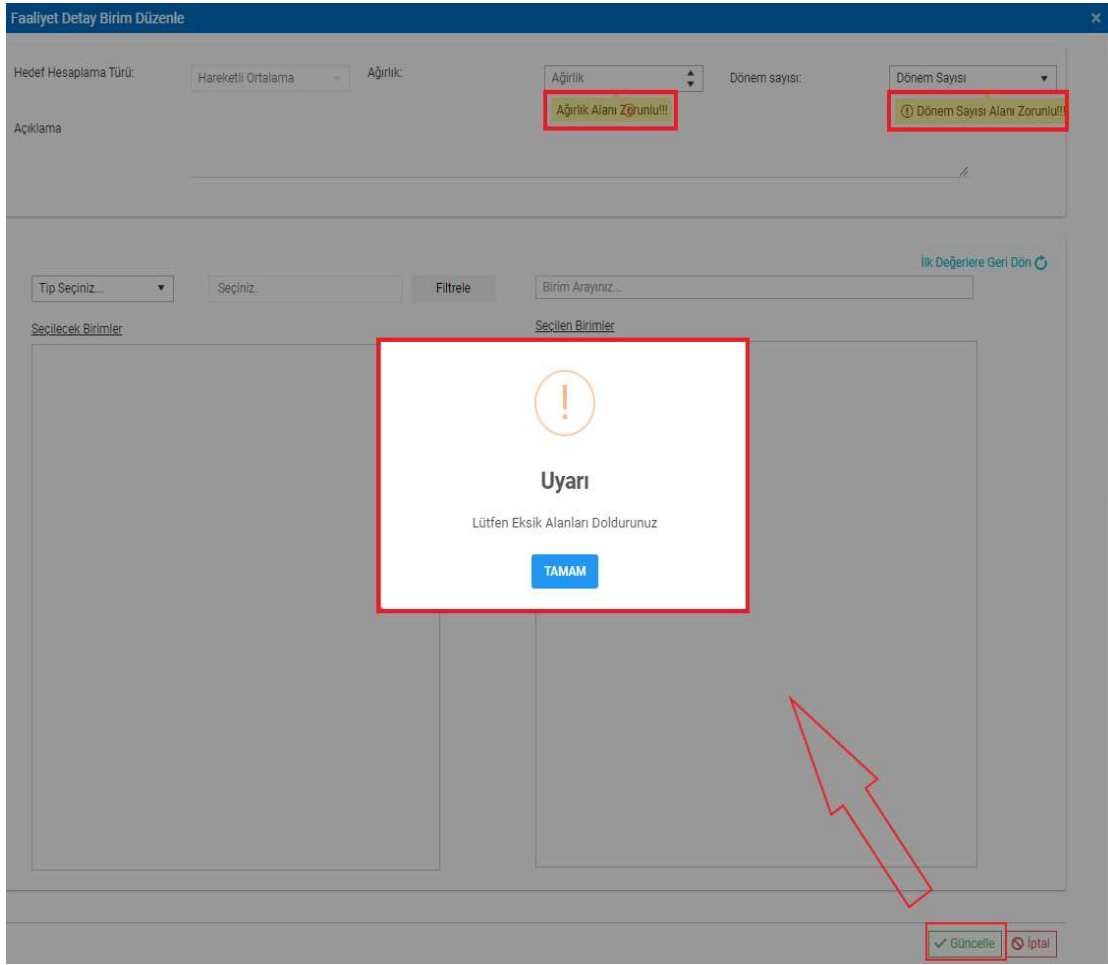 Faaliyet Detay Birim Düzenle
Hedef Hesaplama Türü:
Hareketli Ortalama
Ağırlık:
Ağirlik
Dönem sayısı:
Dönem Sayısı
Ağırlık Alanı Zorunlu!!!
Dönem Sayısı Alanı Zorunlu!!!
Açıklama
İlk Değerlere Geri Dön
Tip Seçiniz...
Seçiniz.
Filtrele
Birim Arayınız...
Seçilecek Birimler
Seçilen Birimler
Uyarı
Lütfen Eksik Alanları Doldurunuz
TAMAM
Güncelle
İptal